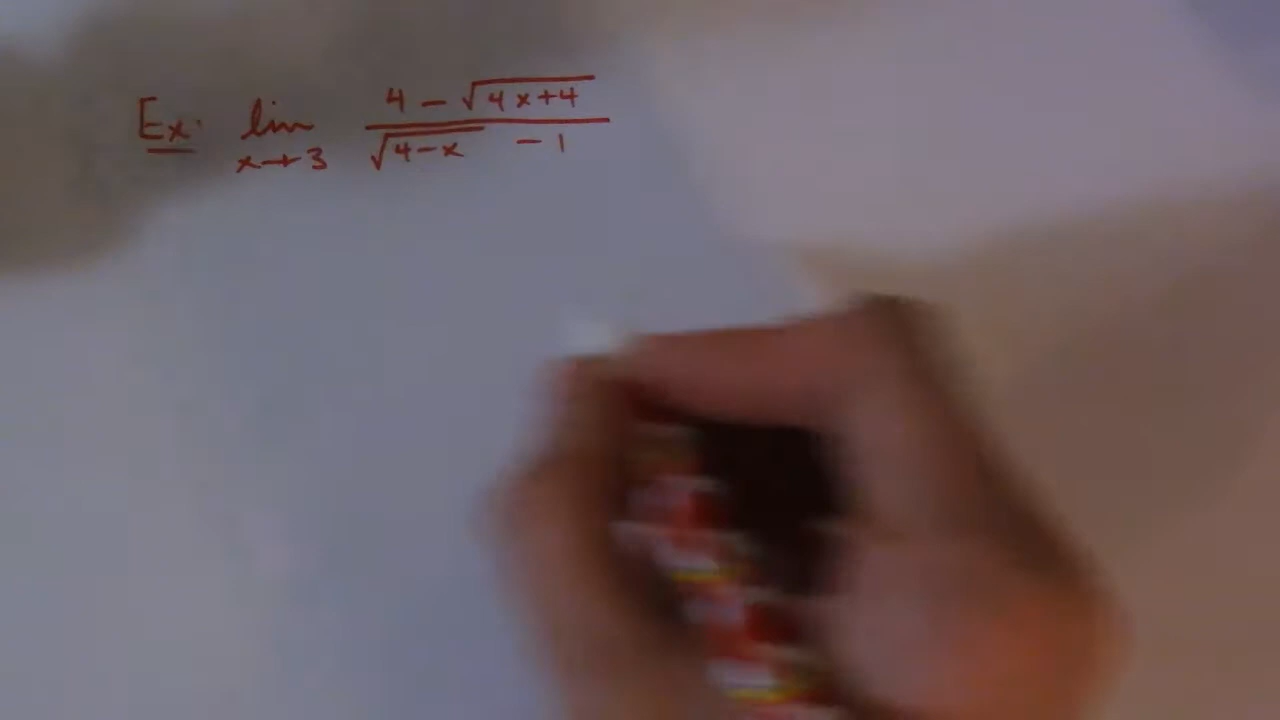 Ex: lim 4 - √(4x+4)
x→3 √(4-x) - 1